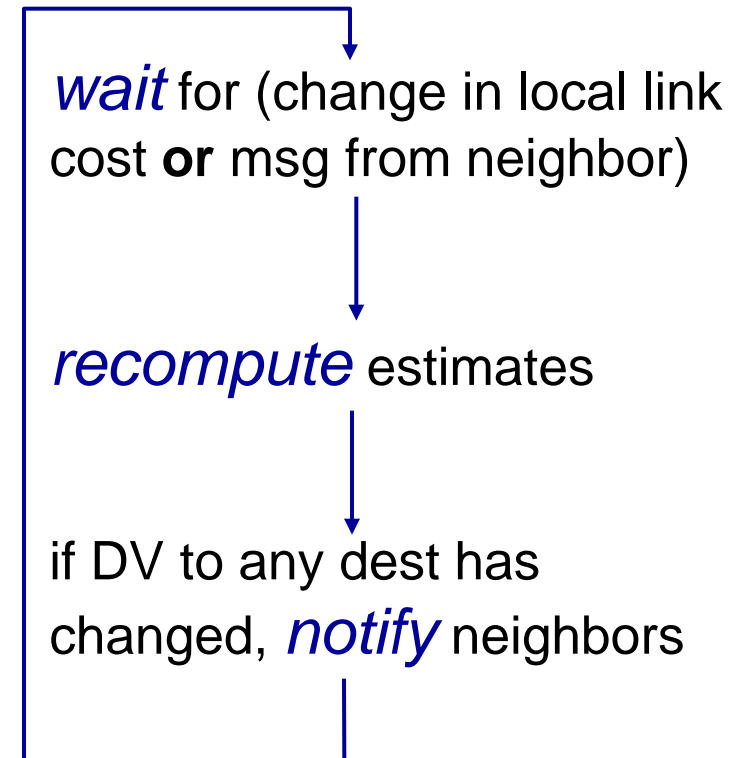 wait for (change in local link
cost or msg from neighbor)
recompute estimates
if DV to any dest has
changed, notify neighbors